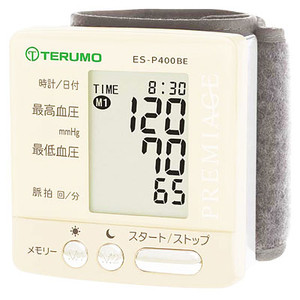 TERUMO
ES-P400BE
時計/日付
TIME 8:30
M1
最高血圧
120
mmHg
最低血圧
70
脈拍 回/分
65
メモリー
スタート/ストップ
PREMIAGE